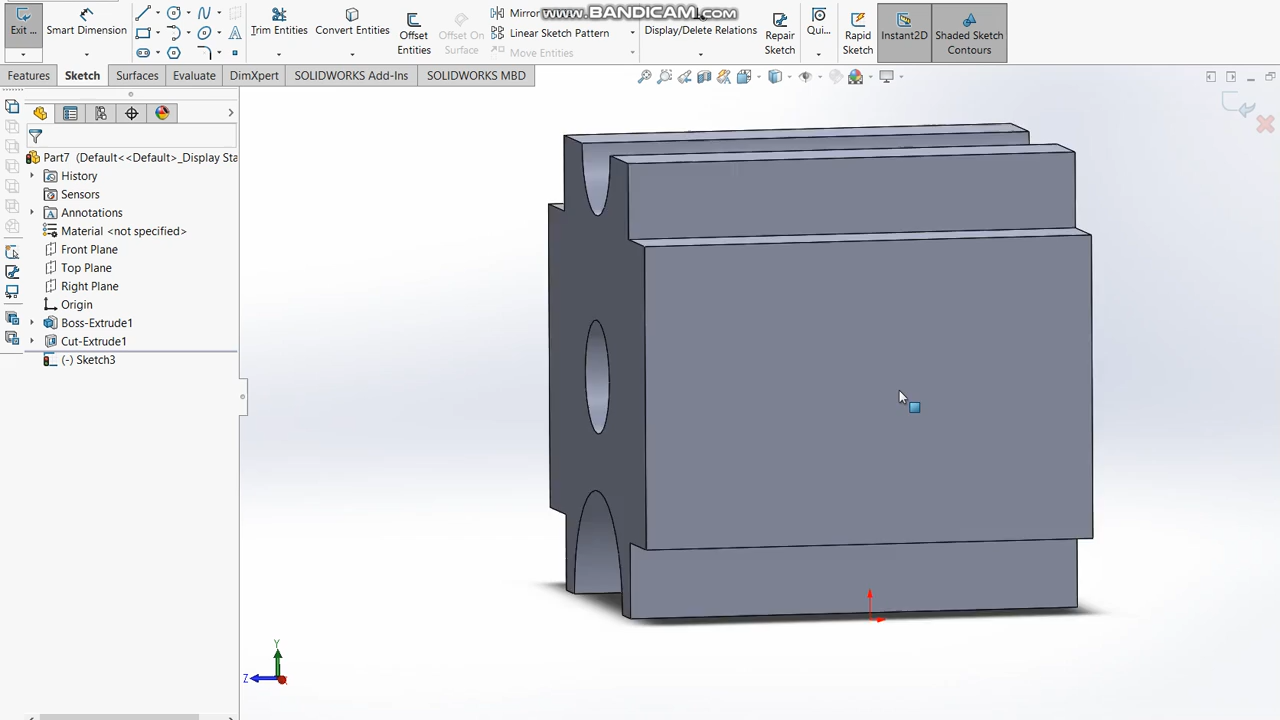 www.BANDICAM.com
Exit ...
Smart Dimension
Trim Entities
Convert Entities
Offset Entities
Offset On Surface
Mirror
Linear Sketch Pattern
Move Entities
Display/Delete Relations
Repair Sketch
Qui...
Rapid Sketch
Instant2D
Shaded Sketch Contours
Features
Sketch
Surfaces
Evaluate
DimXpert
SOLIDWORKS Add-Ins
SOLIDWORKS MBD
Part7 (Default<<Default>_Display Sta
History
Sensors
Annotations
Material <not specified>
Front Plane
Top Plane
Right Plane
Origin
Boss-Extrude1
Cut-Extrude1
(-) Sketch3
Y
Z